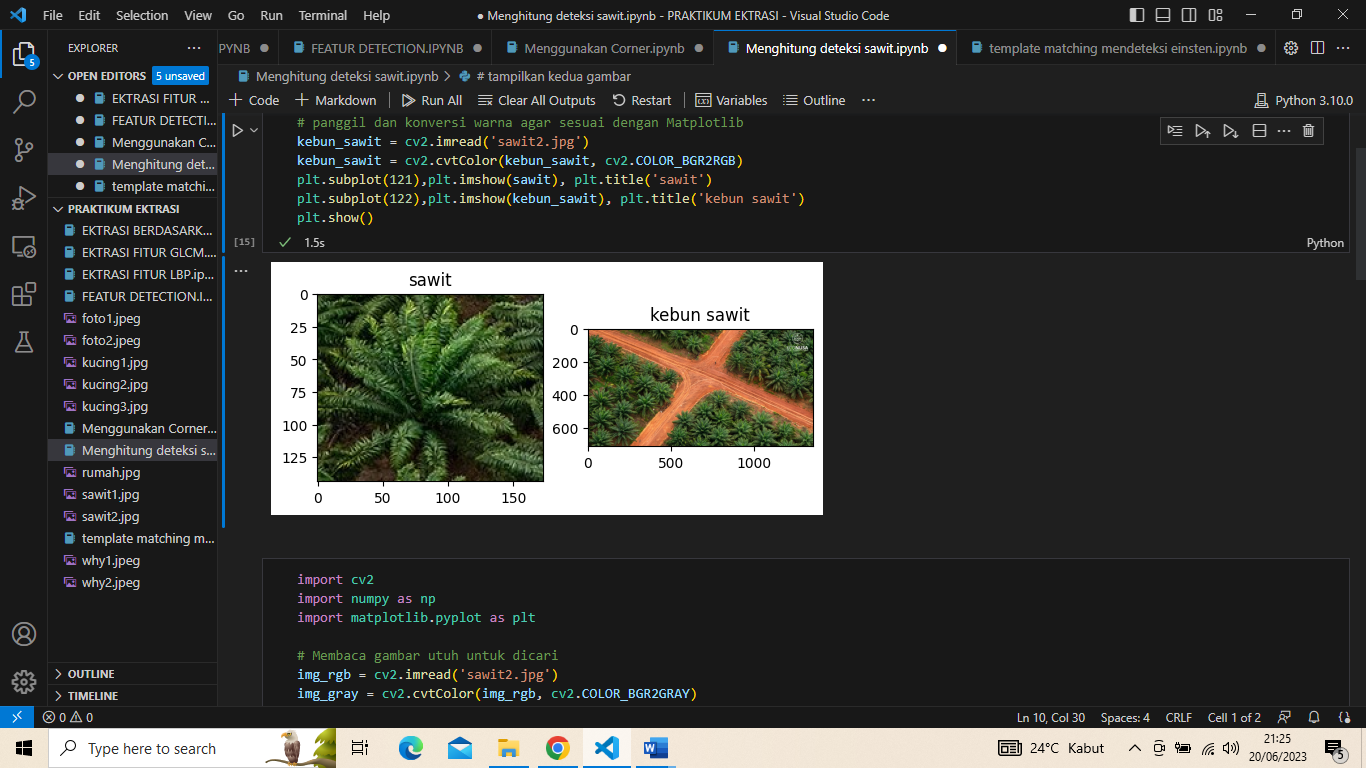 File Edit Selection View Go Run Terminal Help
● Menghitung deteksi sawit.ipynb - PRAKTIKUM EKTRASI - Visual Studio Code
5
EXPLORER
OPEN EDITORS 5 unsaved
EKTRASI FITUR ...
FEATUR DETECTI...
Menggunakan C...
Menghitung det...
template matchi...
PRAKTIKUM EKTRASI
EKTRASI BERDASARK...
EKTRASI FITUR GLCM....
EKTRASI FITUR LBP.ip...
FEATUR DETECTION.I...
foto1.jpeg
foto2.jpeg
kucing1.jpg
kucing2.jpg
kucing3.jpg
Menggunakan Corner...
Menghitung deteksi s...
rumah.jpg
sawit1.jpg
sawit2.jpg
template matching m...
why1.jpeg
why2.jpeg
OUTLINE
TIMELINE
PYNB
FEATUR DETECTION.IPYNB
Menggunakan Corner.ipynb
Menghitung deteksi sawit.ipynb
template matching mendeteksi einsten.ipynb
Menghitung deteksi sawit.ipynb > # tampilkan kedua gambar
+ Code + Markdown Run All Clear All Outputs Restart Variables Outline ...
Python 3.10.0
# panggil dan konversi warna agar sesuai dengan Matplotlib
kebun_sawit = cv2.imread('sawit2.jpg')
kebun_sawit = cv2.cvtColor(kebun_sawit, cv2.COLOR_BGR2RGB)
plt.subplot(121),plt.imshow(sawit), plt.title('sawit')
plt.subplot(122),plt.imshow(kebun_sawit), plt.title('kebun sawit')
plt.show()
[15] 1.5s
Python
sawit
0
25
50
75
100
125
0 50 100 150
kebun sawit
0
200
400
600
0 500 1000
import cv2
import numpy as np
import matplotlib.pyplot as plt
# Membaca gambar utuh untuk dicari
img_rgb = cv2.imread('sawit2.jpg')
img_gray = cv2.cvtColor(img_rgb, cv2.COLOR_BGR2GRAY)
0 0
Ln 10, Col 30 Spaces: 4 CRLF Cell 1 of 2
Type here to search
24°C Kabut
21:25
20/06/2023
5